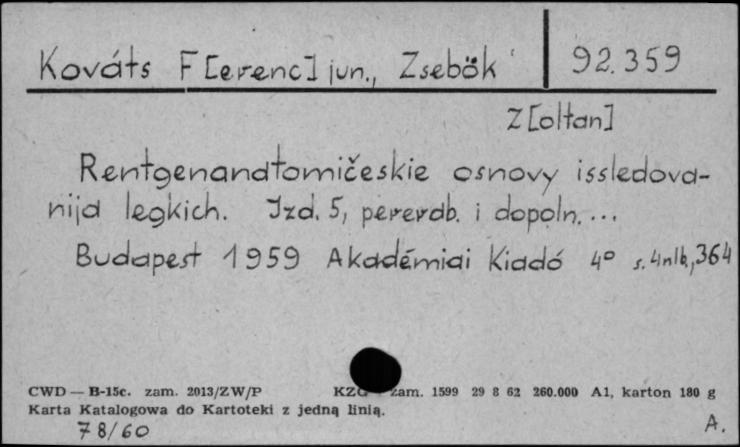 Kováts F[erenc] jun., Zsebök
92.359
Z[oltan]
Rentgenanatomičeskie osnovy issledova-
nija legkich. Izd. 5, pererab. i dopoln. ...
Budapest 1959 Akadémiai Kiadó 4° s. 4nlb., 364
CWD — B-15c. zam. 2013/ZW/P KZG zam. 1599 29 8 62 260.000 A1, karton 180 g
Karta Katalogowa do Kartoteki z jedną linią.
78/60
A.